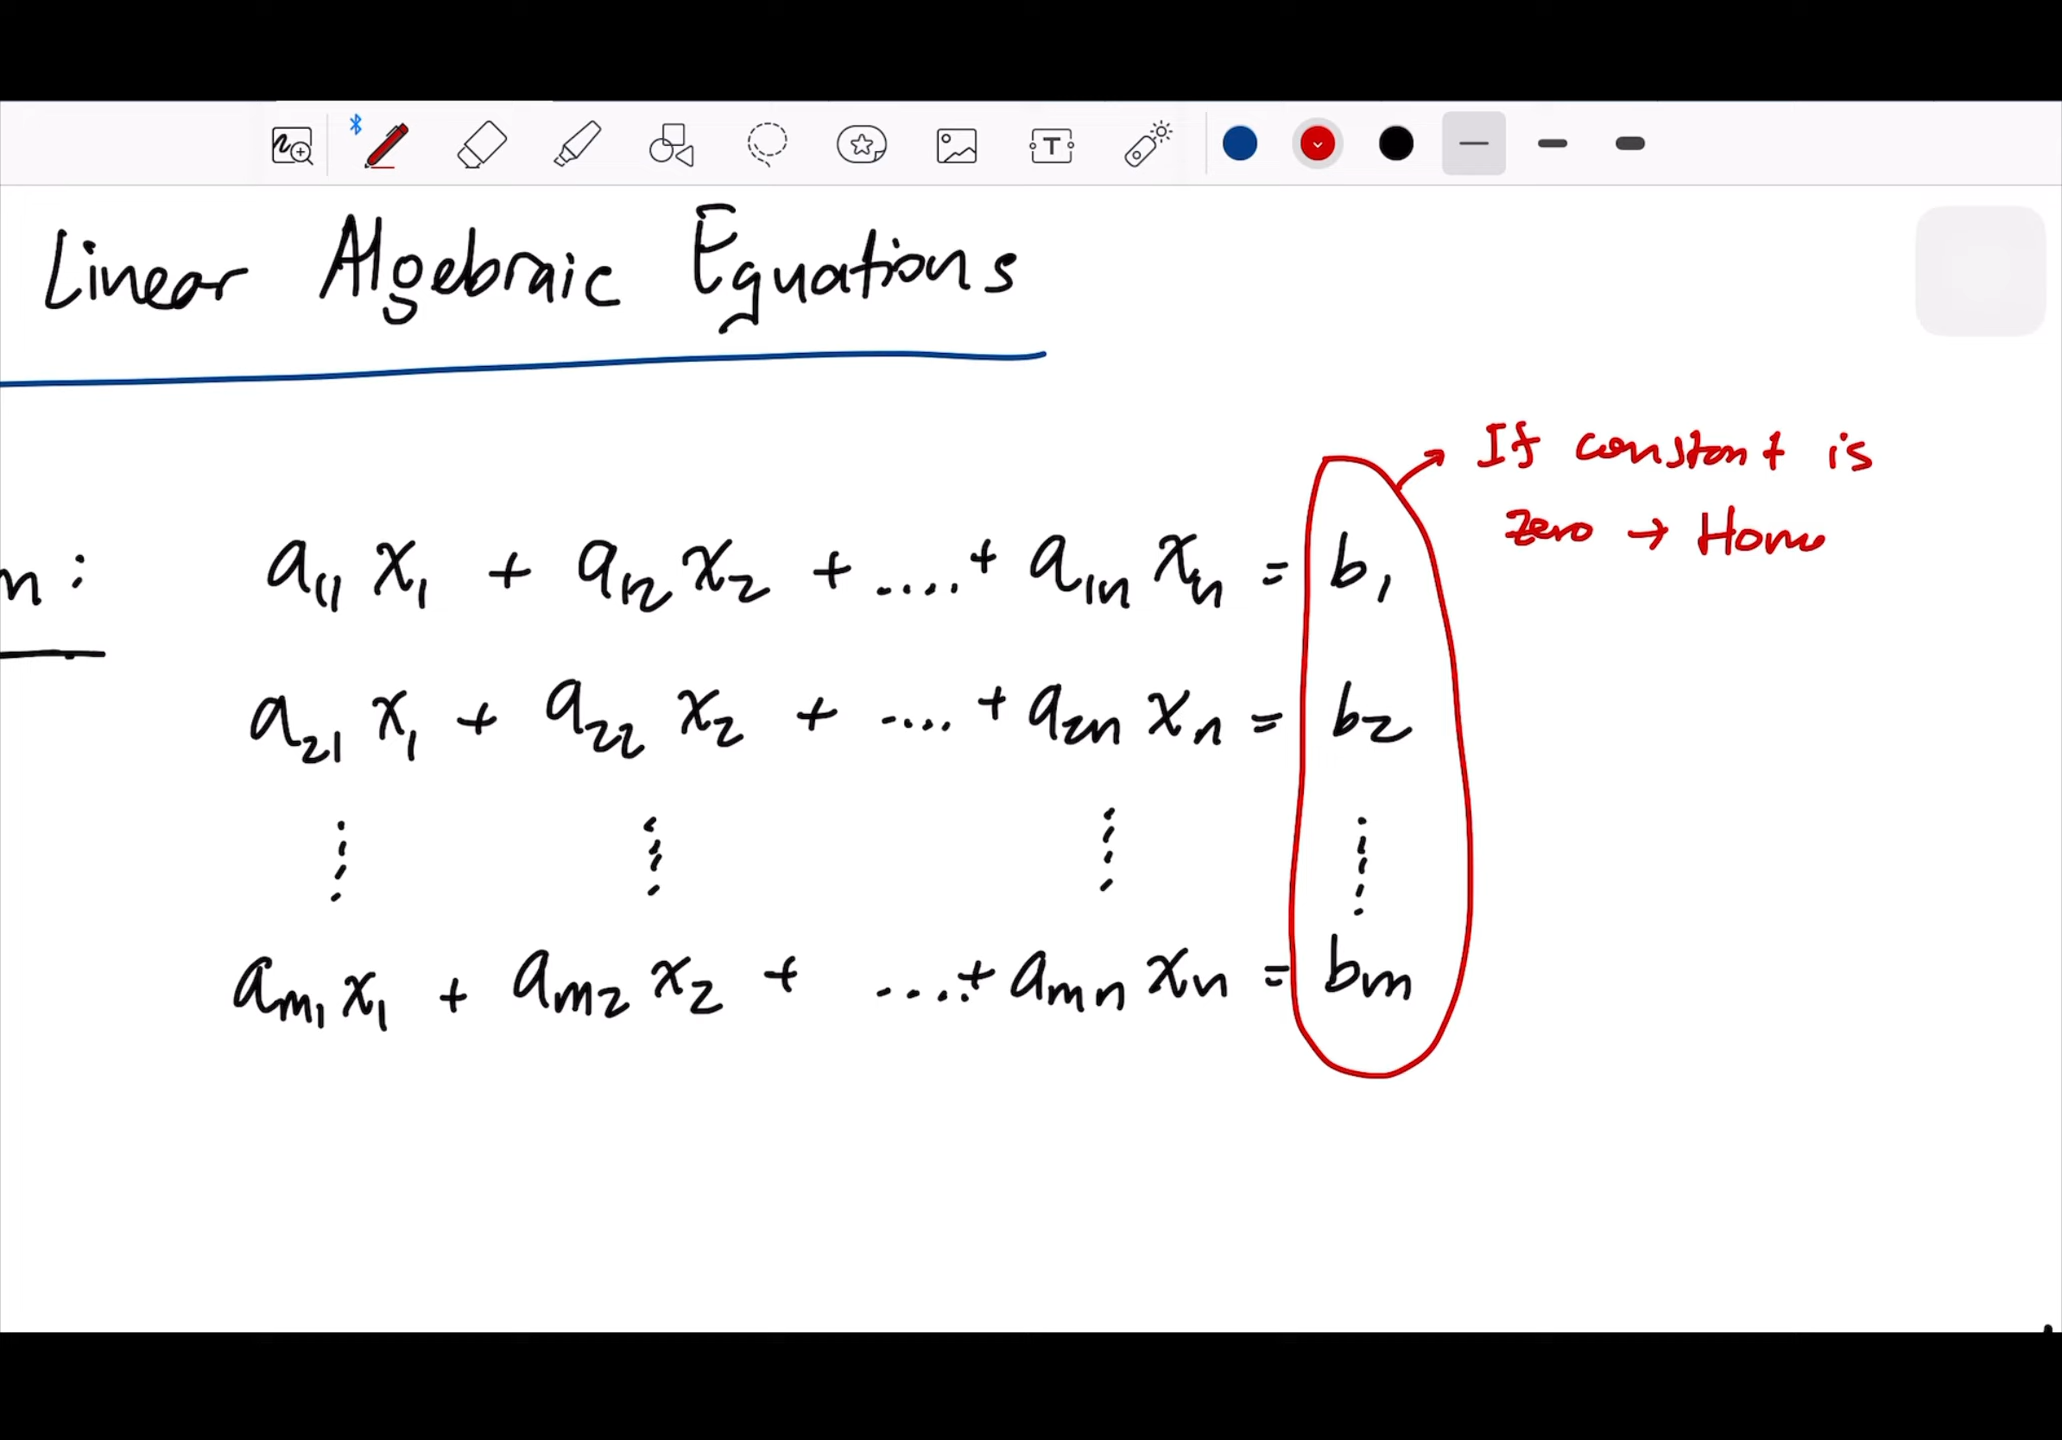 Linear Algebraic Equations
If constant is
zero → Homo
n : a₁₁ x₁ + a₁₂ x₂ + ....+ a₁ₙ xₙ = b₁
a₂₁ x₁ + a₂₂ x₂ + ....+ a₂ₙ xₙ = b₂
⋮ ⋮ ⋮ ⋮
aₘ₁ x₁ + aₘ₂ x₂ + ....+ aₘₙ xₙ = bₘ